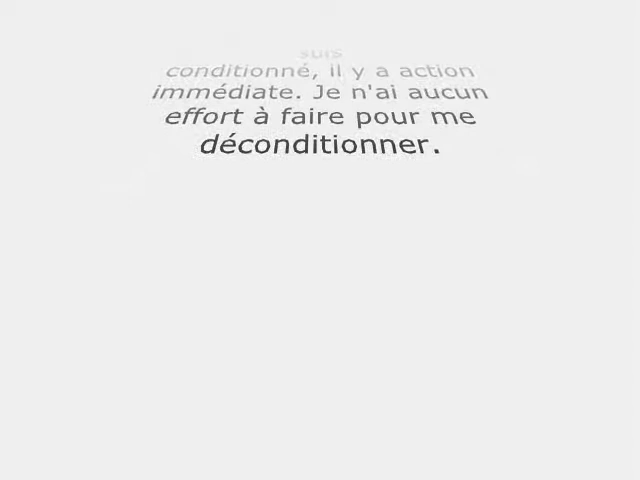 suis
conditionné, il y a action
immédiate. Je n'ai aucun
effort à faire pour me
déconditionner.